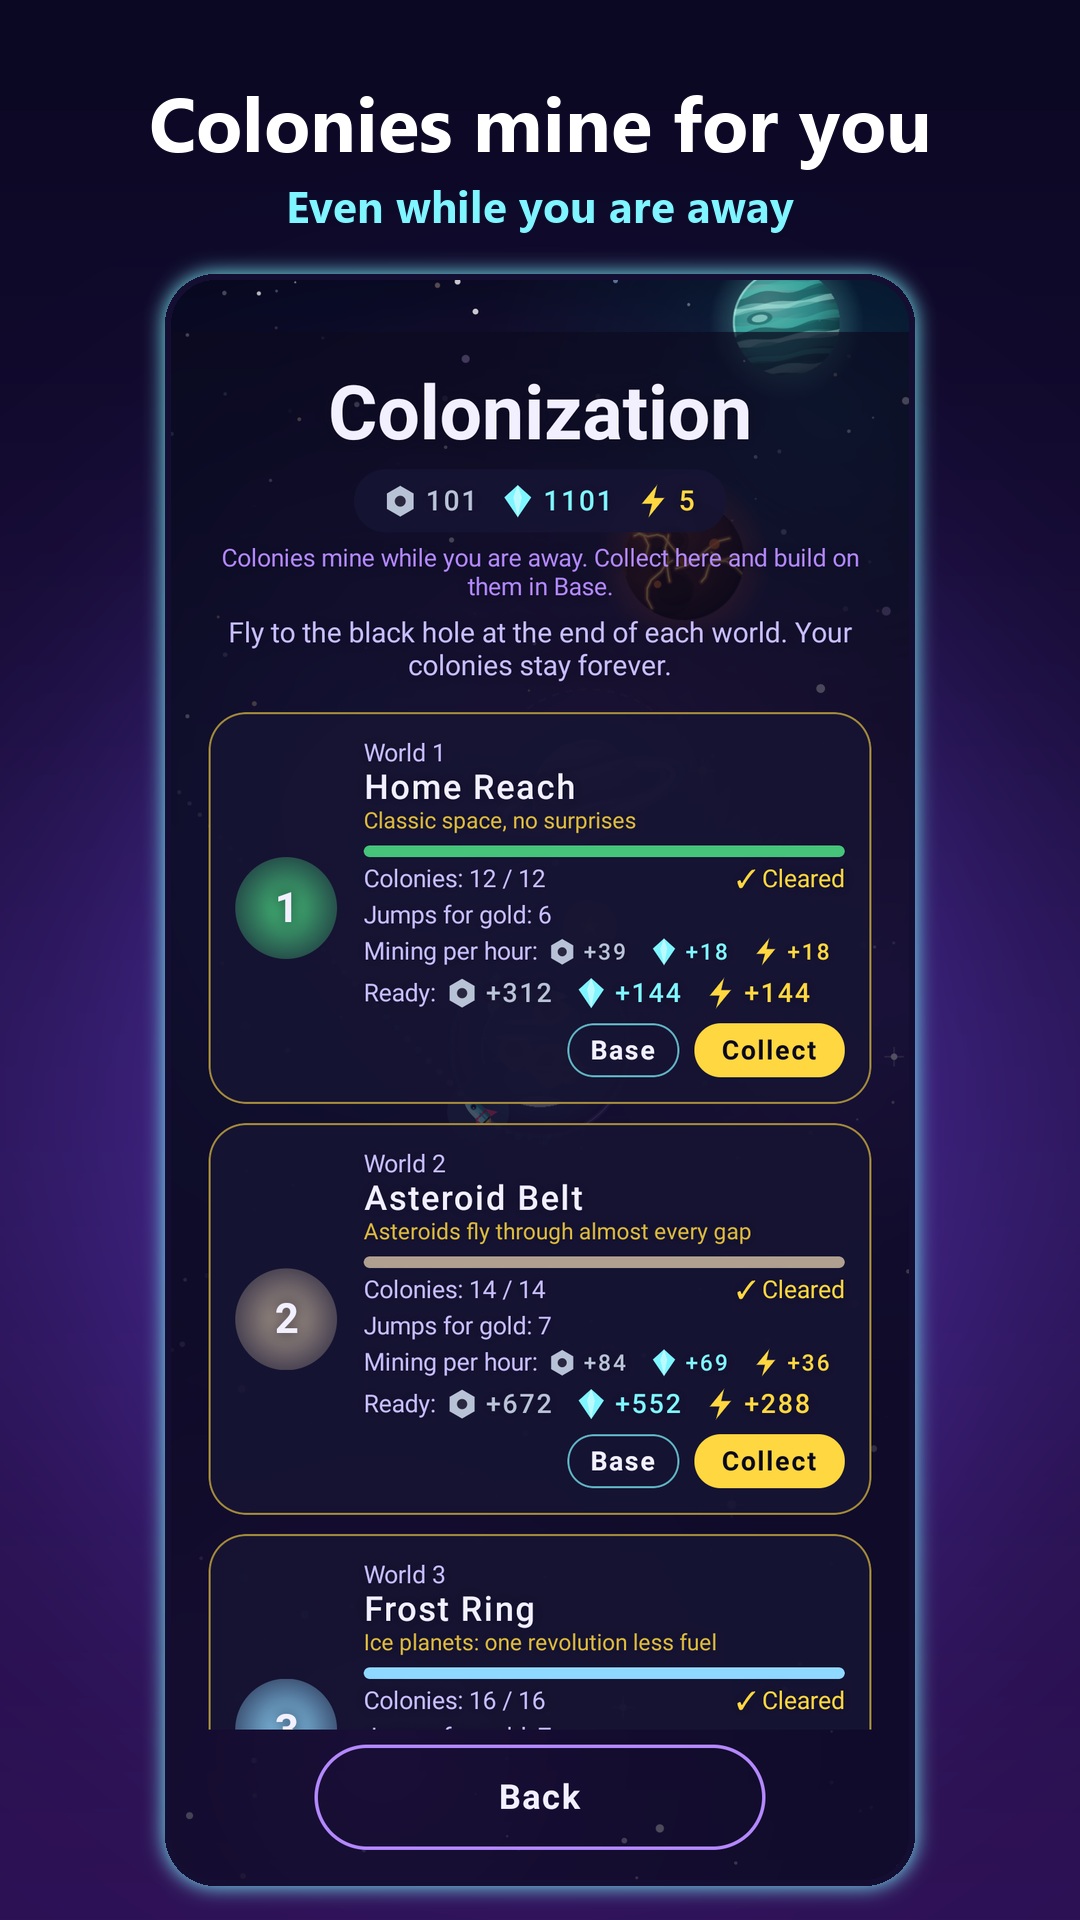 Colonies mine for you
Even while you are away
Colonization
101 1101 5
Colonies mine while you are away. Collect here and build on
them in Base.
Fly to the black hole at the end of each world. Your
colonies stay forever.
World 1
Home Reach
Classic space, no surprises
1
Colonies: 12 / 12 ✓ Cleared
Jumps for gold: 6
Mining per hour: +39 +18 +18
Ready: +312 +144 +144
Base Collect
World 2
Asteroid Belt
Asteroids fly through almost every gap
2
Colonies: 14 / 14 ✓ Cleared
Jumps for gold: 7
Mining per hour: +84 +69 +36
Ready: +672 +552 +288
Base Collect
World 3
Frost Ring
Ice planets: one revolution less fuel
3
Colonies: 16 / 16 ✓ Cleared
Back